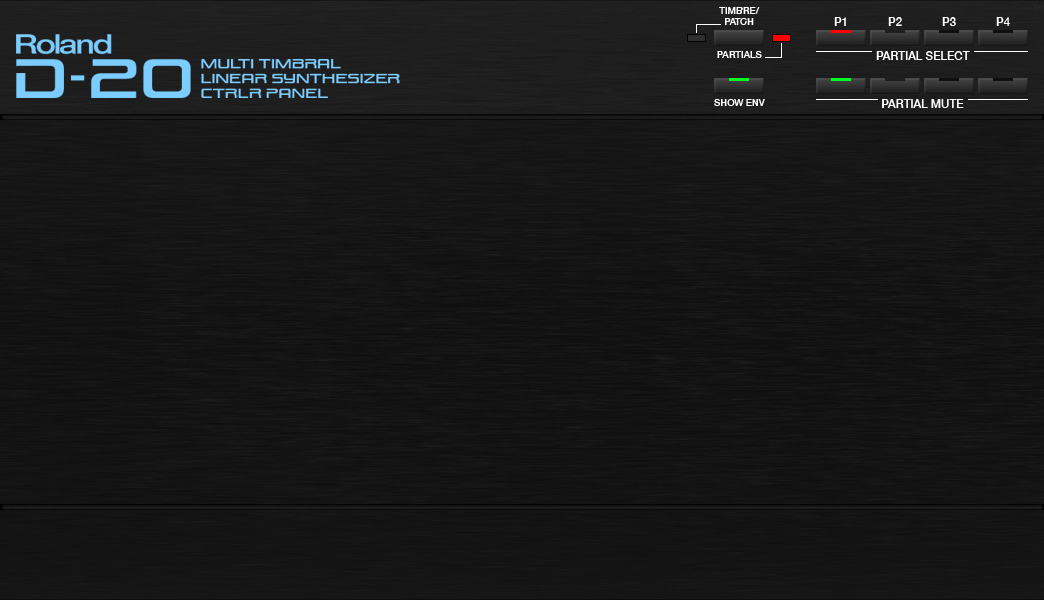 Roland
D-20
MULTI TIMBRAL
LINEAR SYNTHESIZER
CTRLR PANEL
TIMBRE/
PATCH
PARTIALS
SHOW ENV
P1 P2 P3 P4
PARTIAL SELECT
PARTIAL MUTE